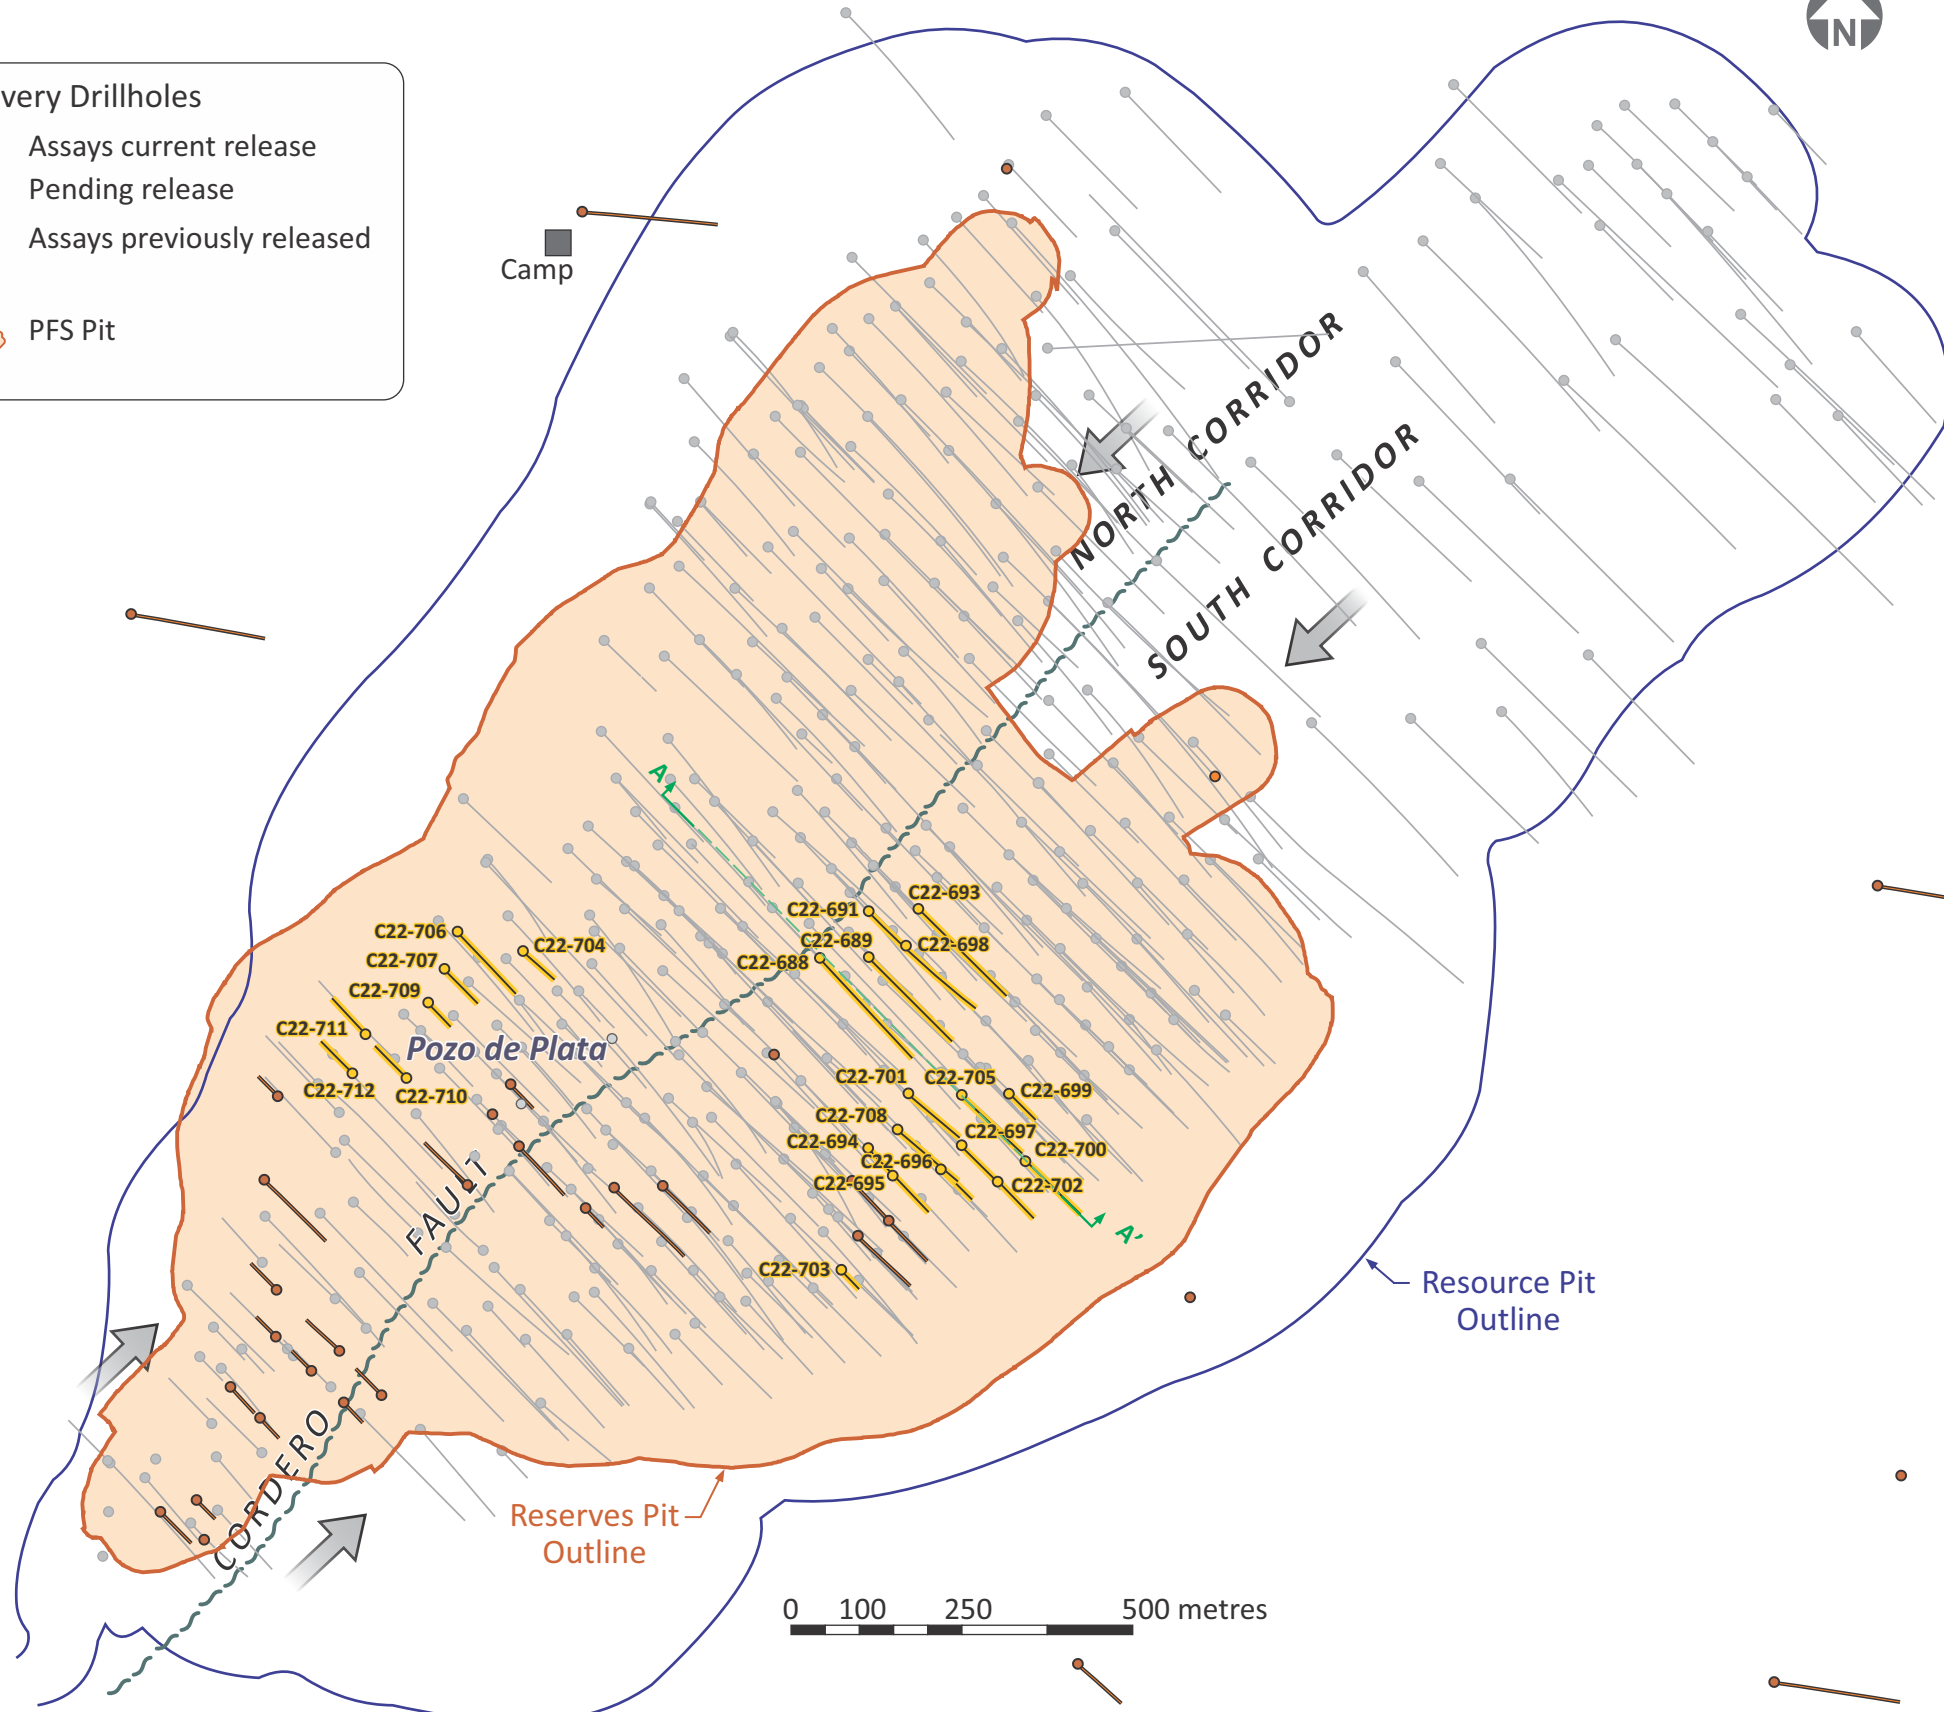 N
very Drillholes
Assays current release
Pending release
Assays previously released
PFS Pit
Camp
NORTH CORRIDOR
SOUTH CORRIDOR
A
C22-693
C22-691
C22-706
C22-689
C22-704
C22-698
C22-707
C22-688
C22-709
C22-711
Pozo de Plata
C22-701
C22-705
C22-712
C22-699
C22-710
C22-708
C22-697
C22-694
C22-700
C22-696
C22-695
C22-702
A'
C22-703
CORDERO FAULT
Resource Pit
Outline
Reserves Pit
Outline
0 100 250 500 metres